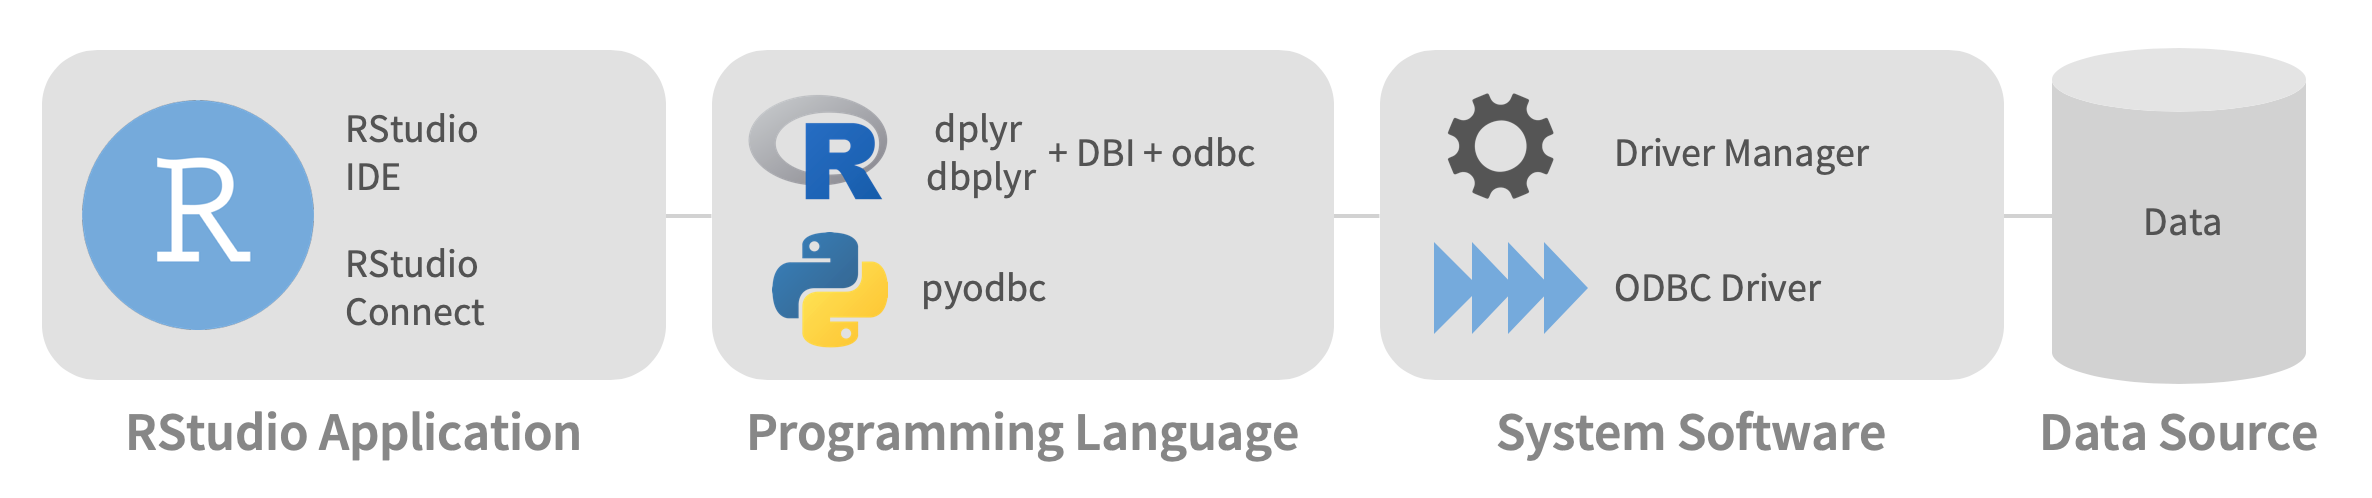 R
RStudio
IDE
RStudio
Connect
RStudio Application
R
dplyr
dbplyr
+ DBI + odbc
pyodbc
Programming Language
Driver Manager
ODBC Driver
System Software
Data
Data Source